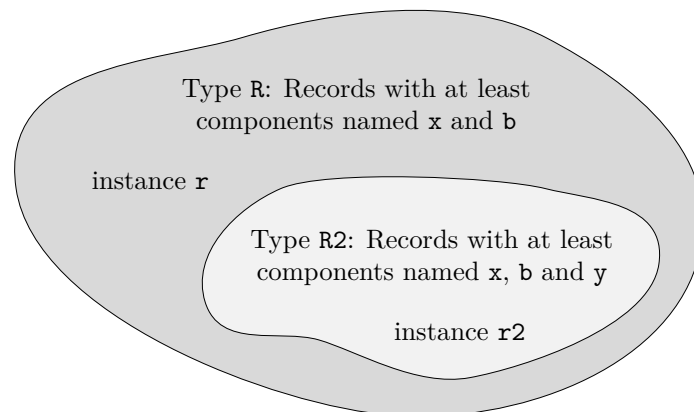 Type R: Records with at least
components named x and b
instance r
Type R2: Records with at least
components named x, b and y
instance r2